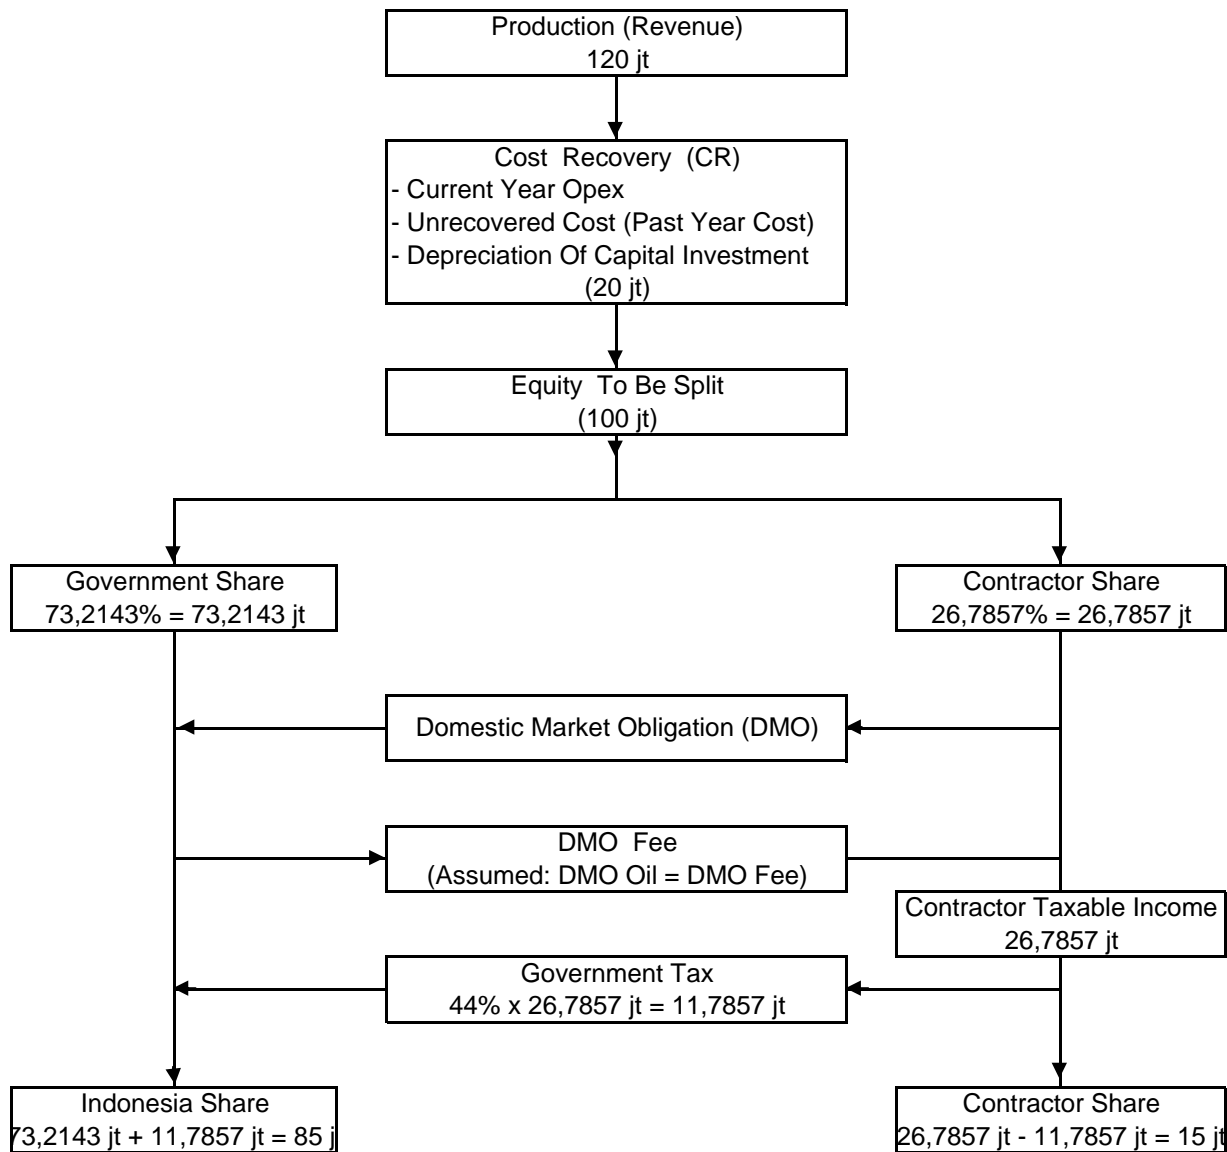 Production (Revenue)
120 jt
Cost Recovery (CR)
- Current Year Opex
- Unrecovered Cost (Past Year Cost)
- Depreciation Of Capital Investment
(20 jt)
Equity To Be Split
(100 jt)
Government Share
73,2143% = 73,2143 jt
Contractor Share
26,7857% = 26,7857 jt
Domestic Market Obligation (DMO)
DMO Fee
(Assumed: DMO Oil = DMO Fee)
Contractor Taxable Income
26,7857 jt
Government Tax
44% x 26,7857 jt = 11,7857 jt
Indonesia Share
73,2143 jt + 11,7857 jt = 85 j
Contractor Share
26,7857 jt - 11,7857 jt = 15 jt